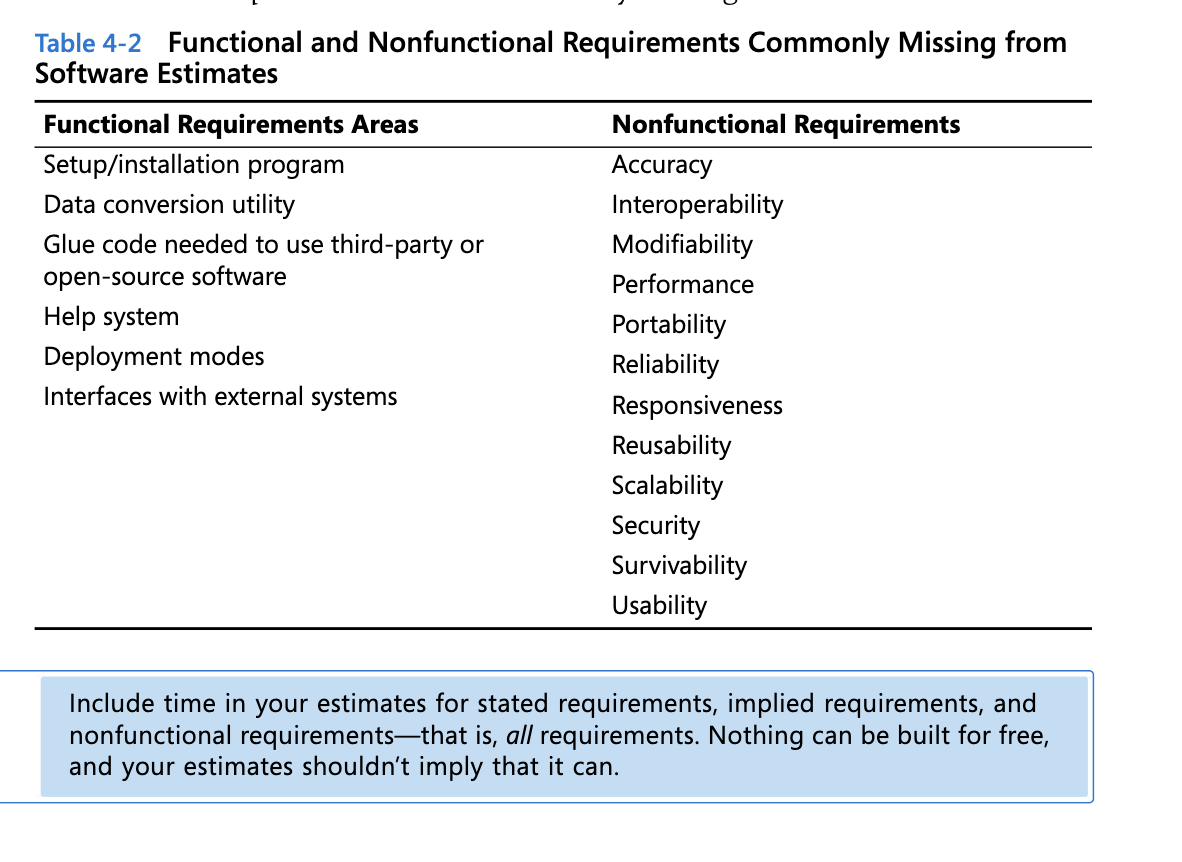 Table 4-2 Functional and Nonfunctional Requirements Commonly Missing from
Software Estimates
Functional Requirements Areas
Setup/installation program
Data conversion utility
Glue code needed to use third-party or
open-source software
Help system
Deployment modes
Interfaces with external systems
Nonfunctional Requirements
Accuracy
Interoperability
Modifiability
Performance
Portability
Reliability
Responsiveness
Reusability
Scalability
Security
Survivability
Usability
Include time in your estimates for stated requirements, implied requirements, and
nonfunctional requirements—that is, all requirements. Nothing can be built for free,
and your estimates shouldn’t imply that it can.